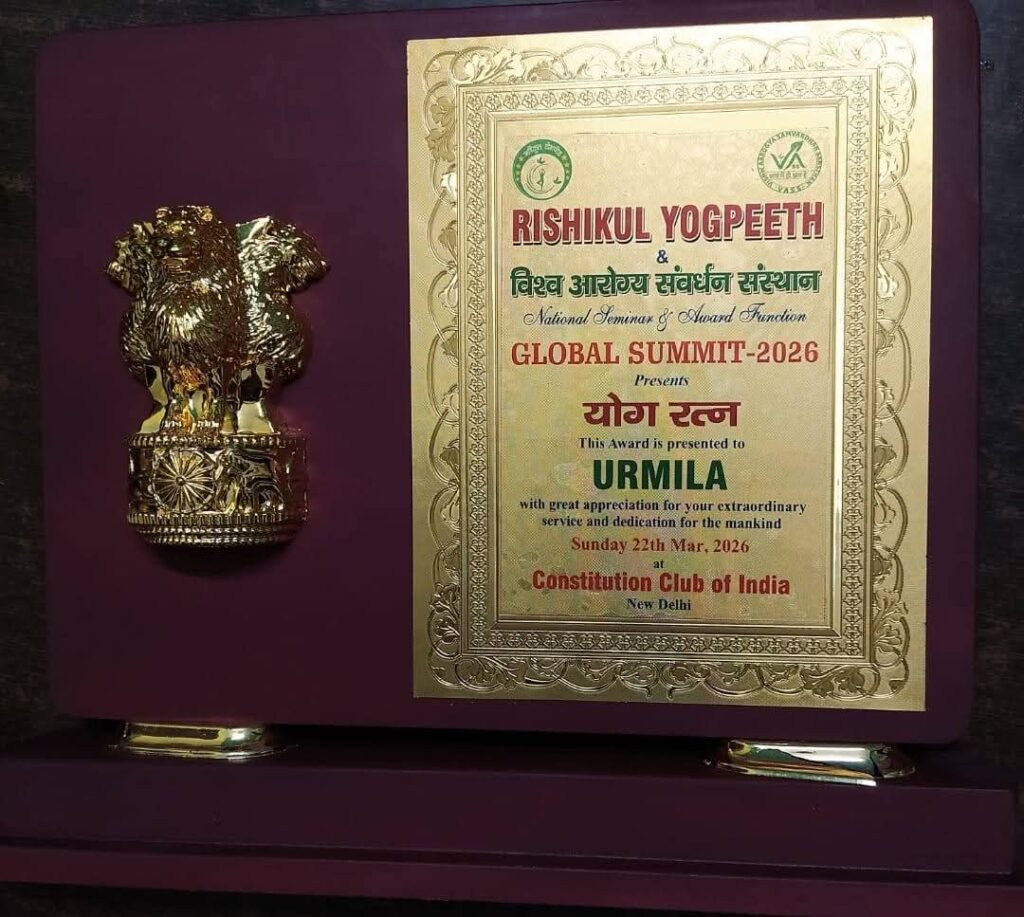 RISHIKUL YOGPEETH
&
विश्व आरोग्य संवर्धन संस्थान
National Seminar & Award Function
GLOBAL SUMMIT-2026
Presents
योग रत्न
This Award is presented to
URMILA
with great appreciation for your extraordinary
service and dedication for the mankind
Sunday 22th Mar, 2026
at
Constitution Club of India
New Delhi